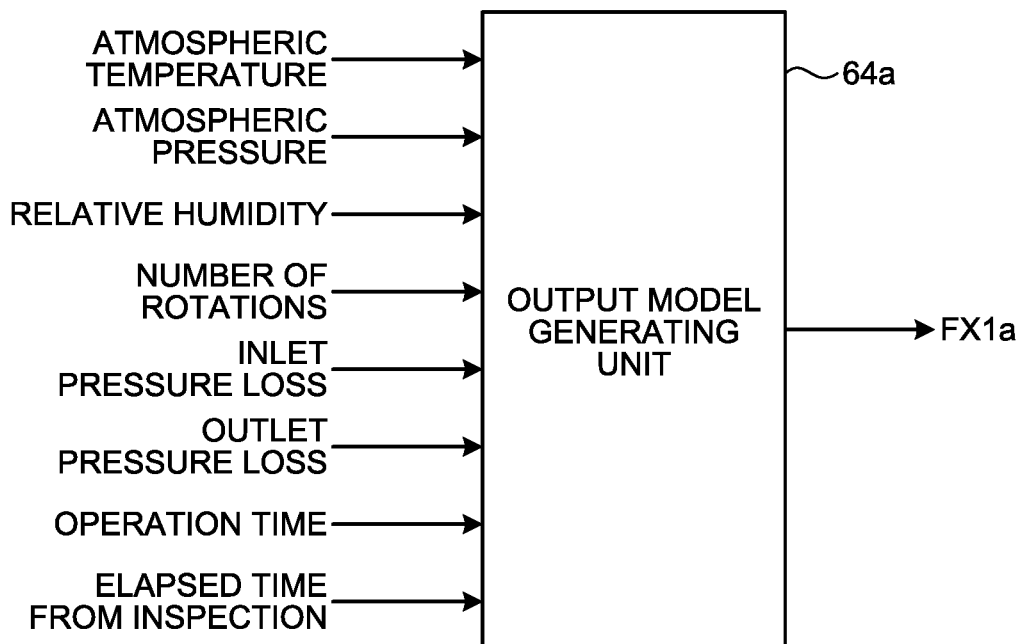 ATMOSPHERIC
TEMPERATURE
ATMOSPHERIC
PRESSURE
RELATIVE HUMIDITY
NUMBER OF
ROTATIONS
INLET
PRESSURE LOSS
OUTLET
PRESSURE LOSS
OPERATION TIME
ELAPSED TIME
FROM INSPECTION
OUTPUT MODEL
GENERATING
UNIT
64a
FX1a